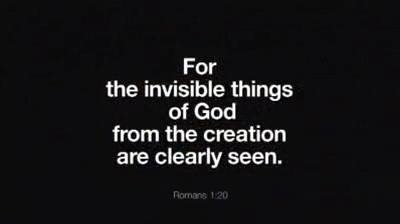 For
the invisible things
of God
from the creation
are clearly seen.
Romans 1:20